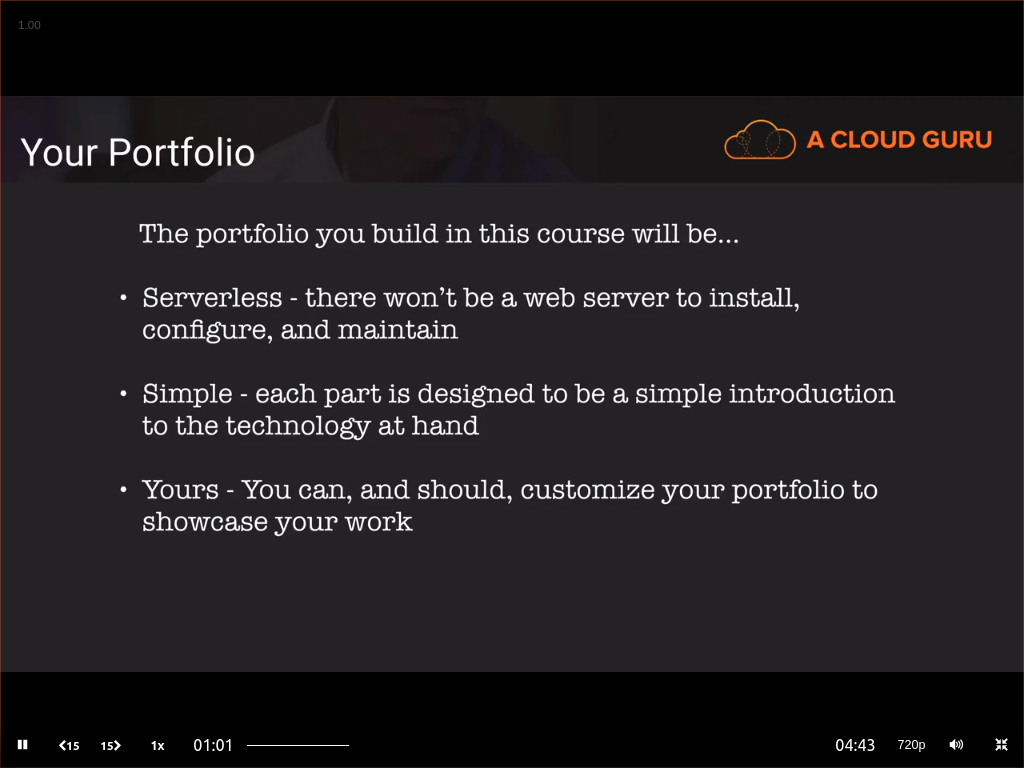 1.00
Your Portfolio
A CLOUD GURU
The portfolio you build in this course will be...
• Serverless - there won't be a web server to install,
configure, and maintain
• Simple - each part is designed to be a simple introduction
to the technology at hand
• Yours - You can, and should, customize your portfolio to
showcase your work
15 15 1x 01:01 04:43 720p